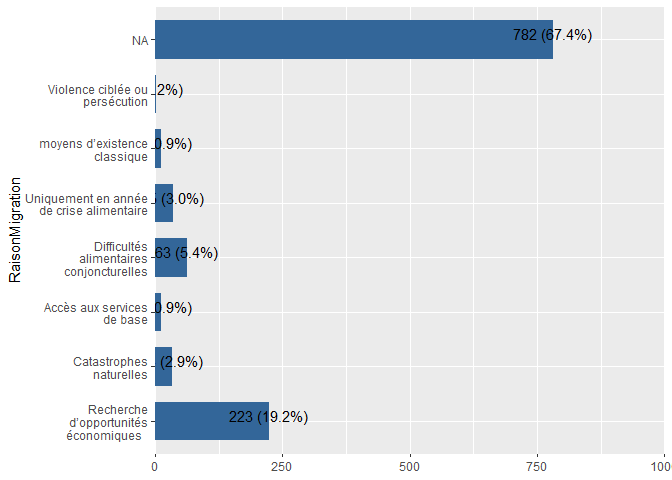 NA
782 (67.4%)
Violence ciblée ou
persécution
2%)
moyens d'existence
classique
0.9%)
Uniquement en année
de crise alimentaire
(3.0%)
Difficultés
alimentaires
conjoncturelles
63 (5.4%)
Accès aux services
de base
0.9%)
Catastrophes
naturelles
(2.9%)
Recherche
d'opportunités
économiques
223 (19.2%)
RaisonMigration
0
250
500
750
100